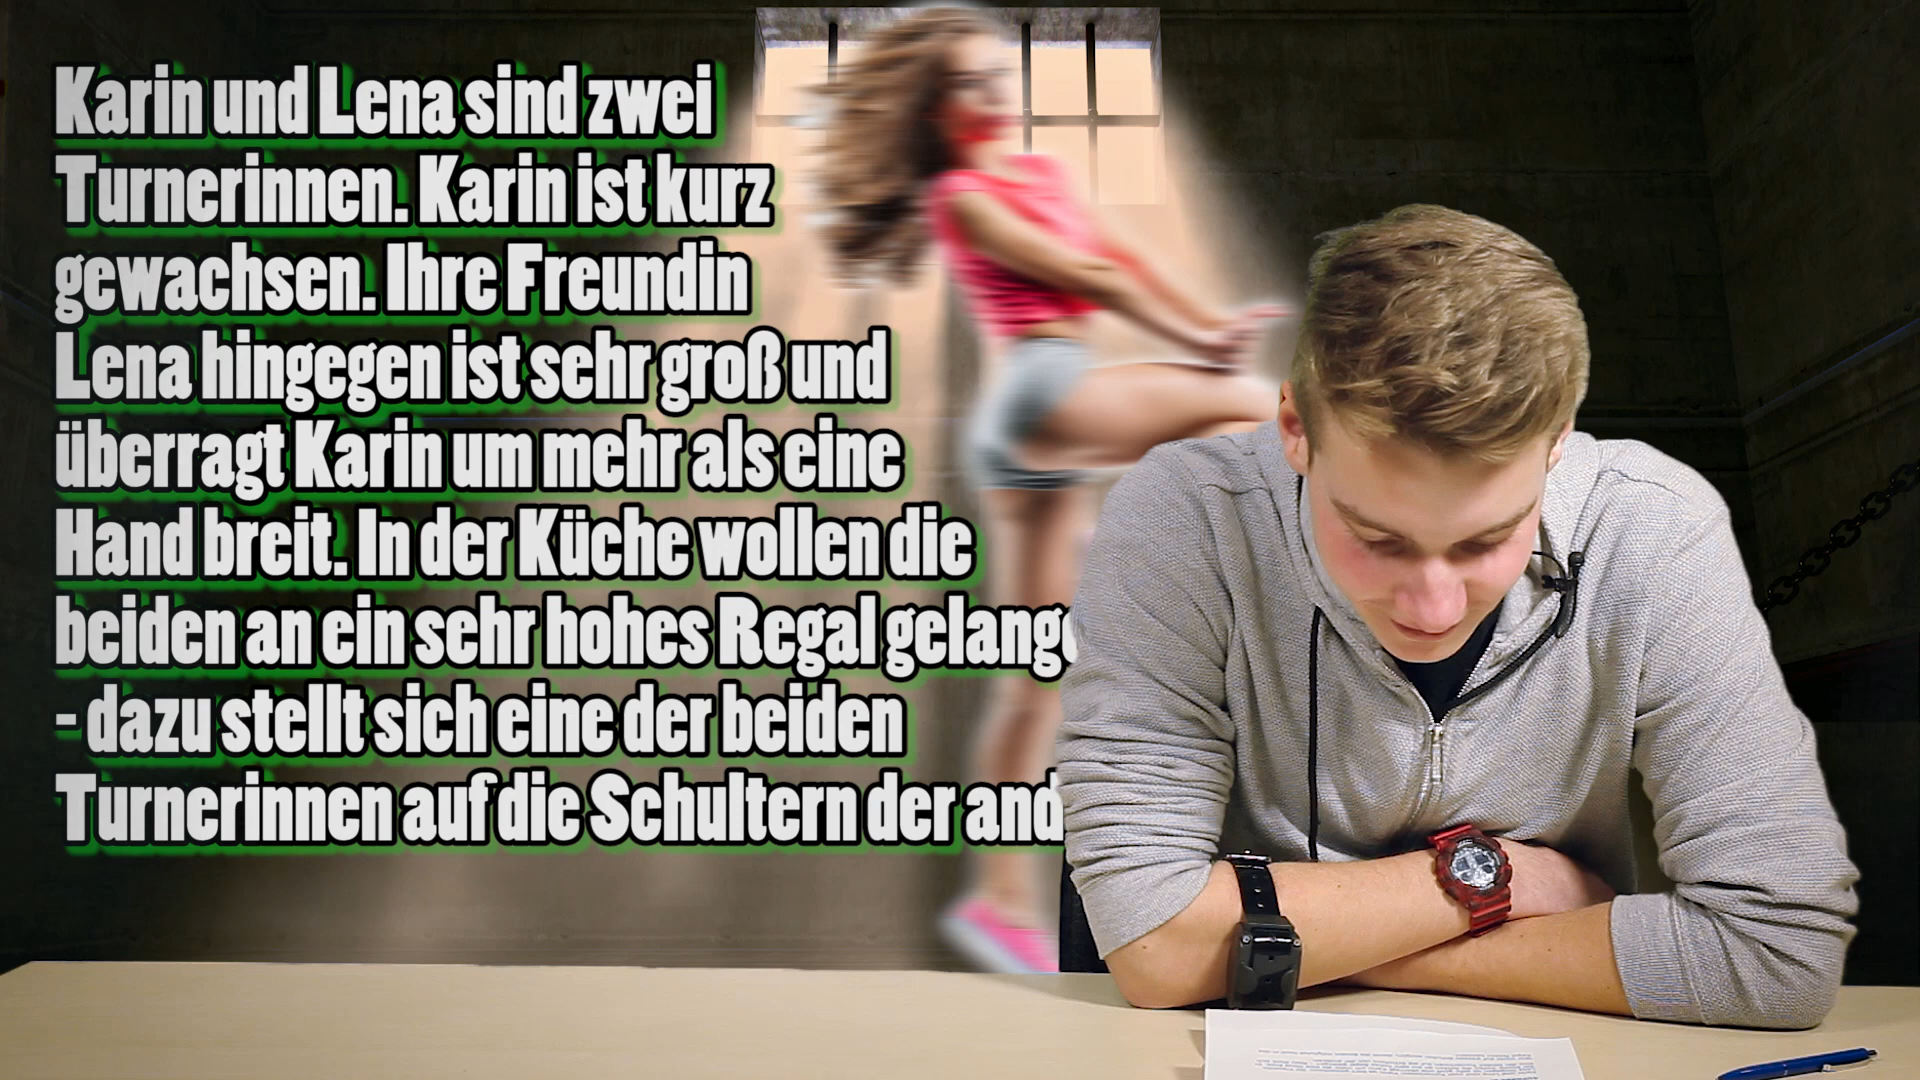 Karin und Lena sind zwei
Turnerinnen. Karin ist kurz
gewachsen. Ihre Freundin
Lena hingegen ist sehr groß und
überragt Karin um mehr als eine
Hand breit. In der Küche wollen die
beiden an ein sehr hohes Regal
- dazu stellt sich eine der beiden
Turnerinnen auf die Schultern der